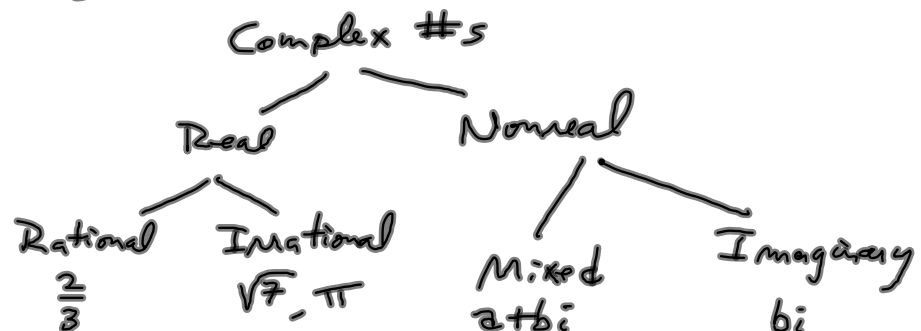 Complex #s
Real Nonreal
Rational Irrational Mixed Imaginary
2/3 √7, π a+bi bi